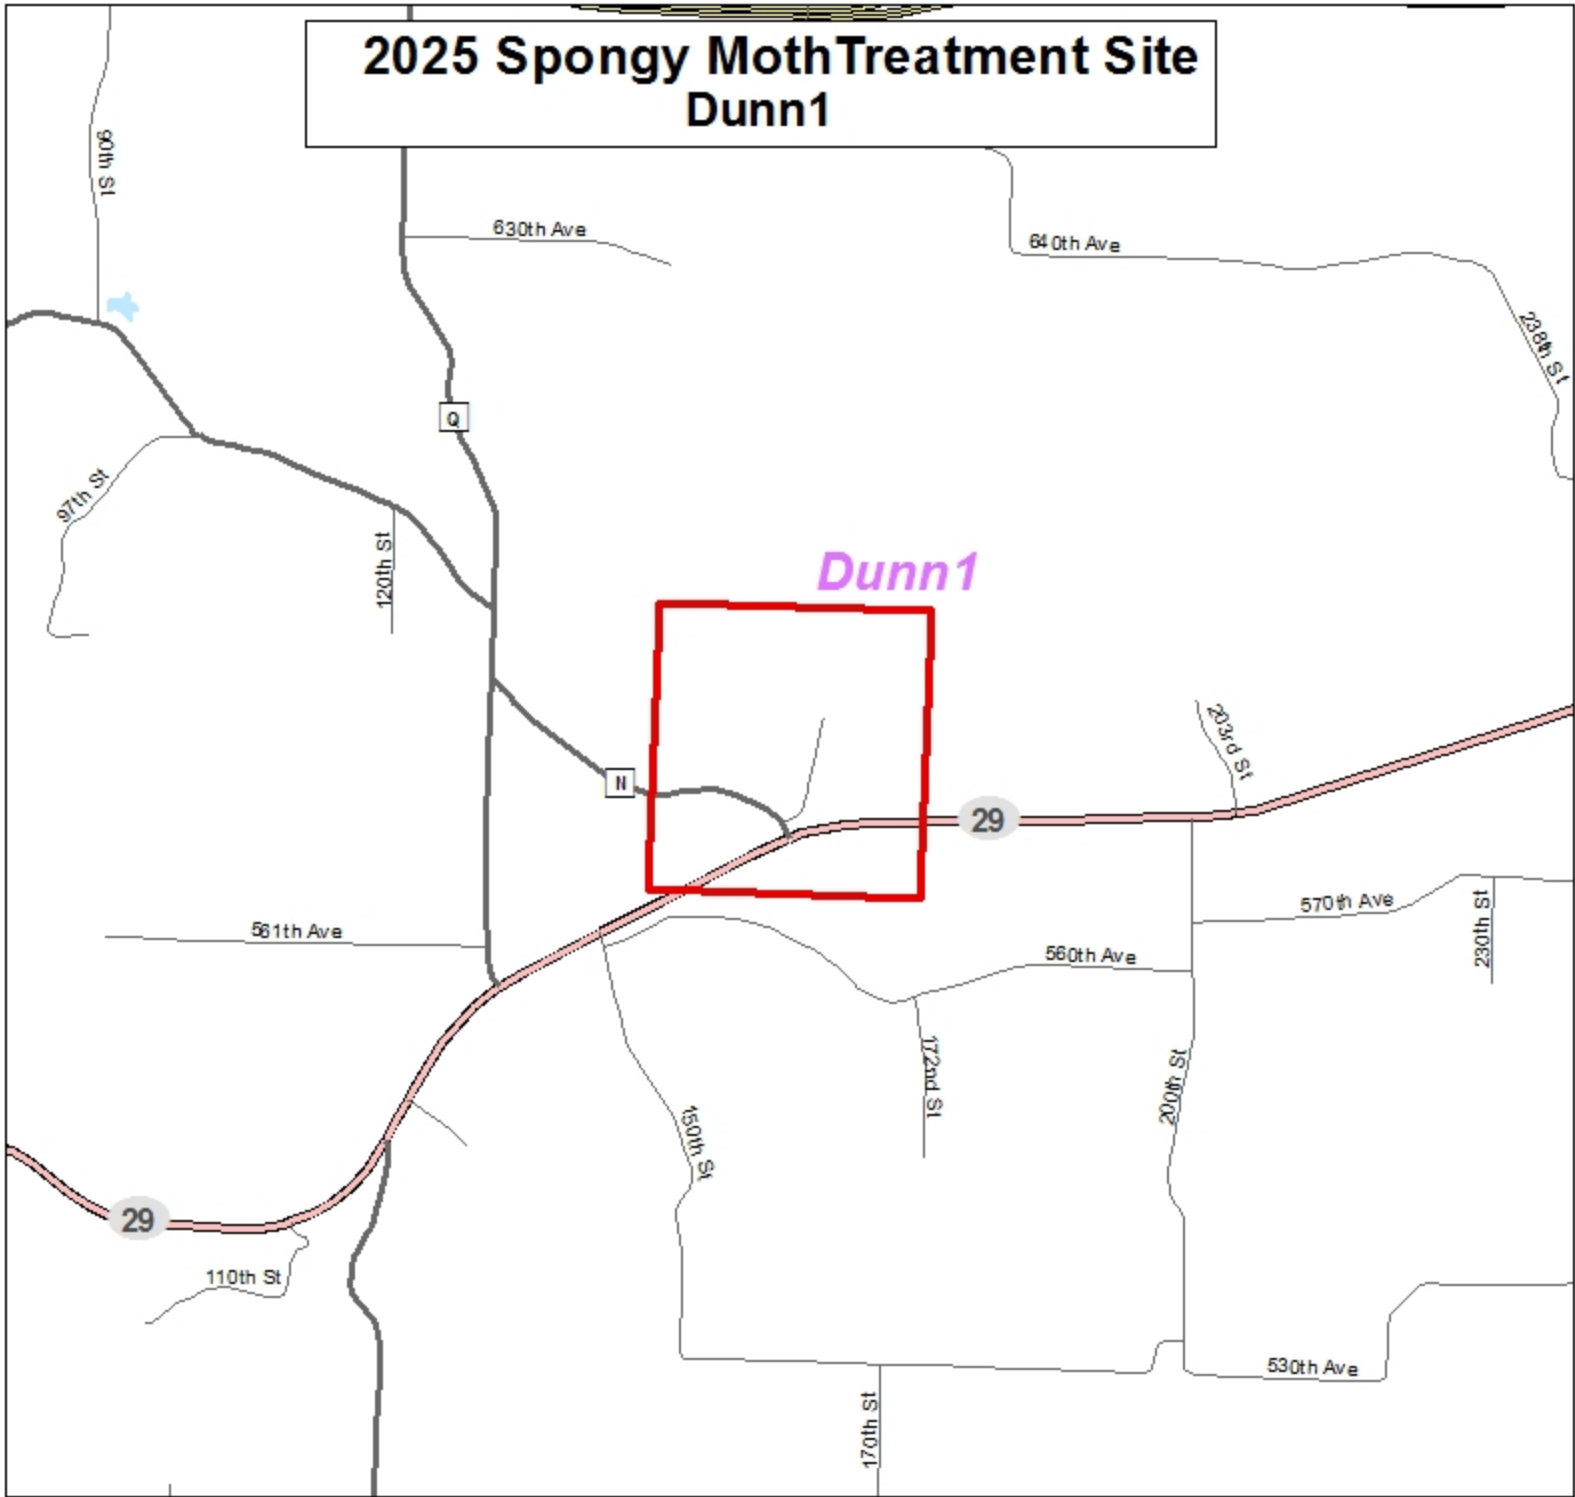 2025 Spongy MothTreatment Site
Dunn1
90th St
630th Ave
640th Ave
238th St
Q
97th St
120th St
Dunn1
203rd St
N
29
561th Ave
570th Ave
230th St
560th Ave
172nd St
200th St
150th St
29
110th St
530th Ave
170th St